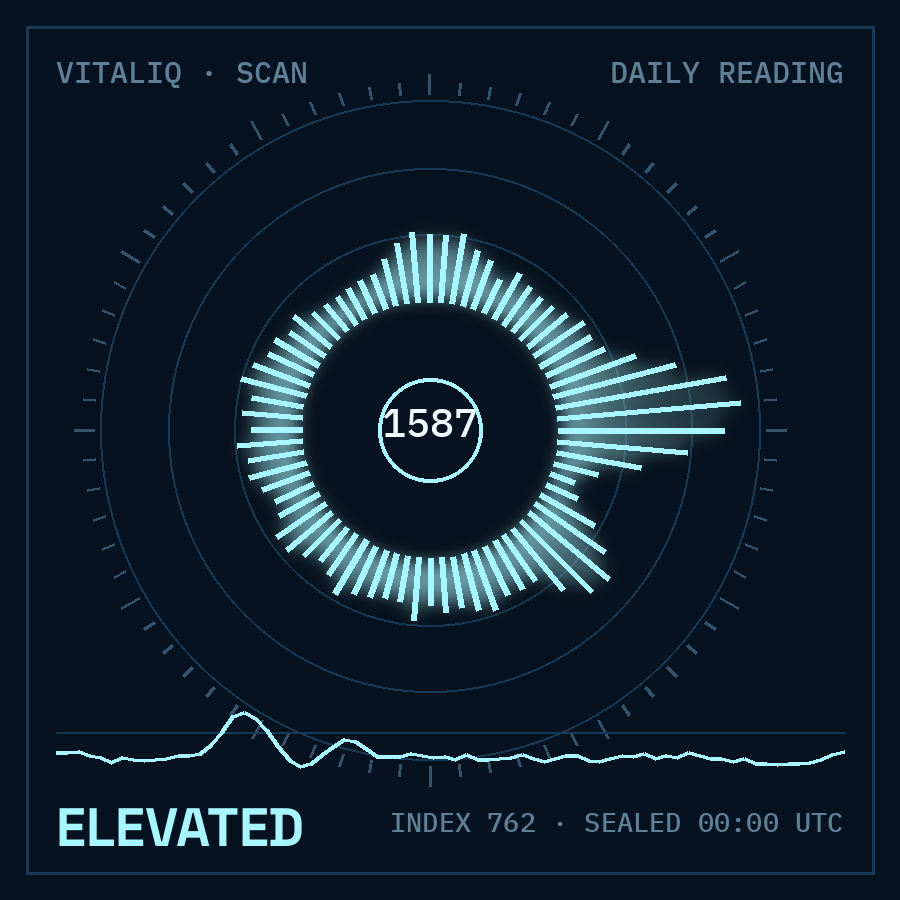 VITALIQ · SCAN
DAILY READING
1587
ELEVATED
INDEX 762 · SEALED 00:00 UTC